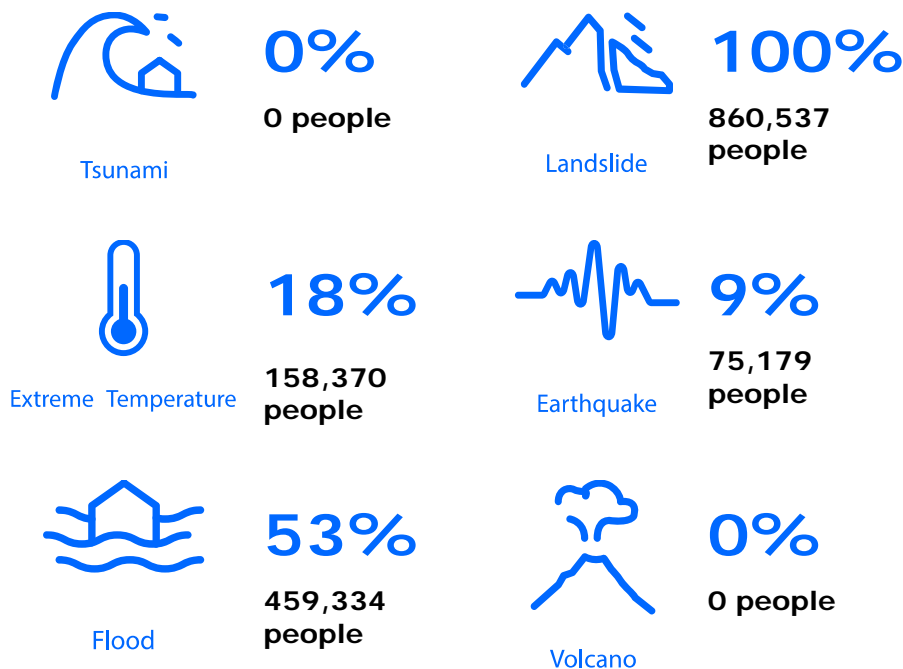 0%
0 people
Tsunami
100%
860,537
people
Landslide
18%
158,370
people
Extreme Temperature
9%
75,179
people
Earthquake
53%
459,334
people
Flood
0%
0 people
Volcano